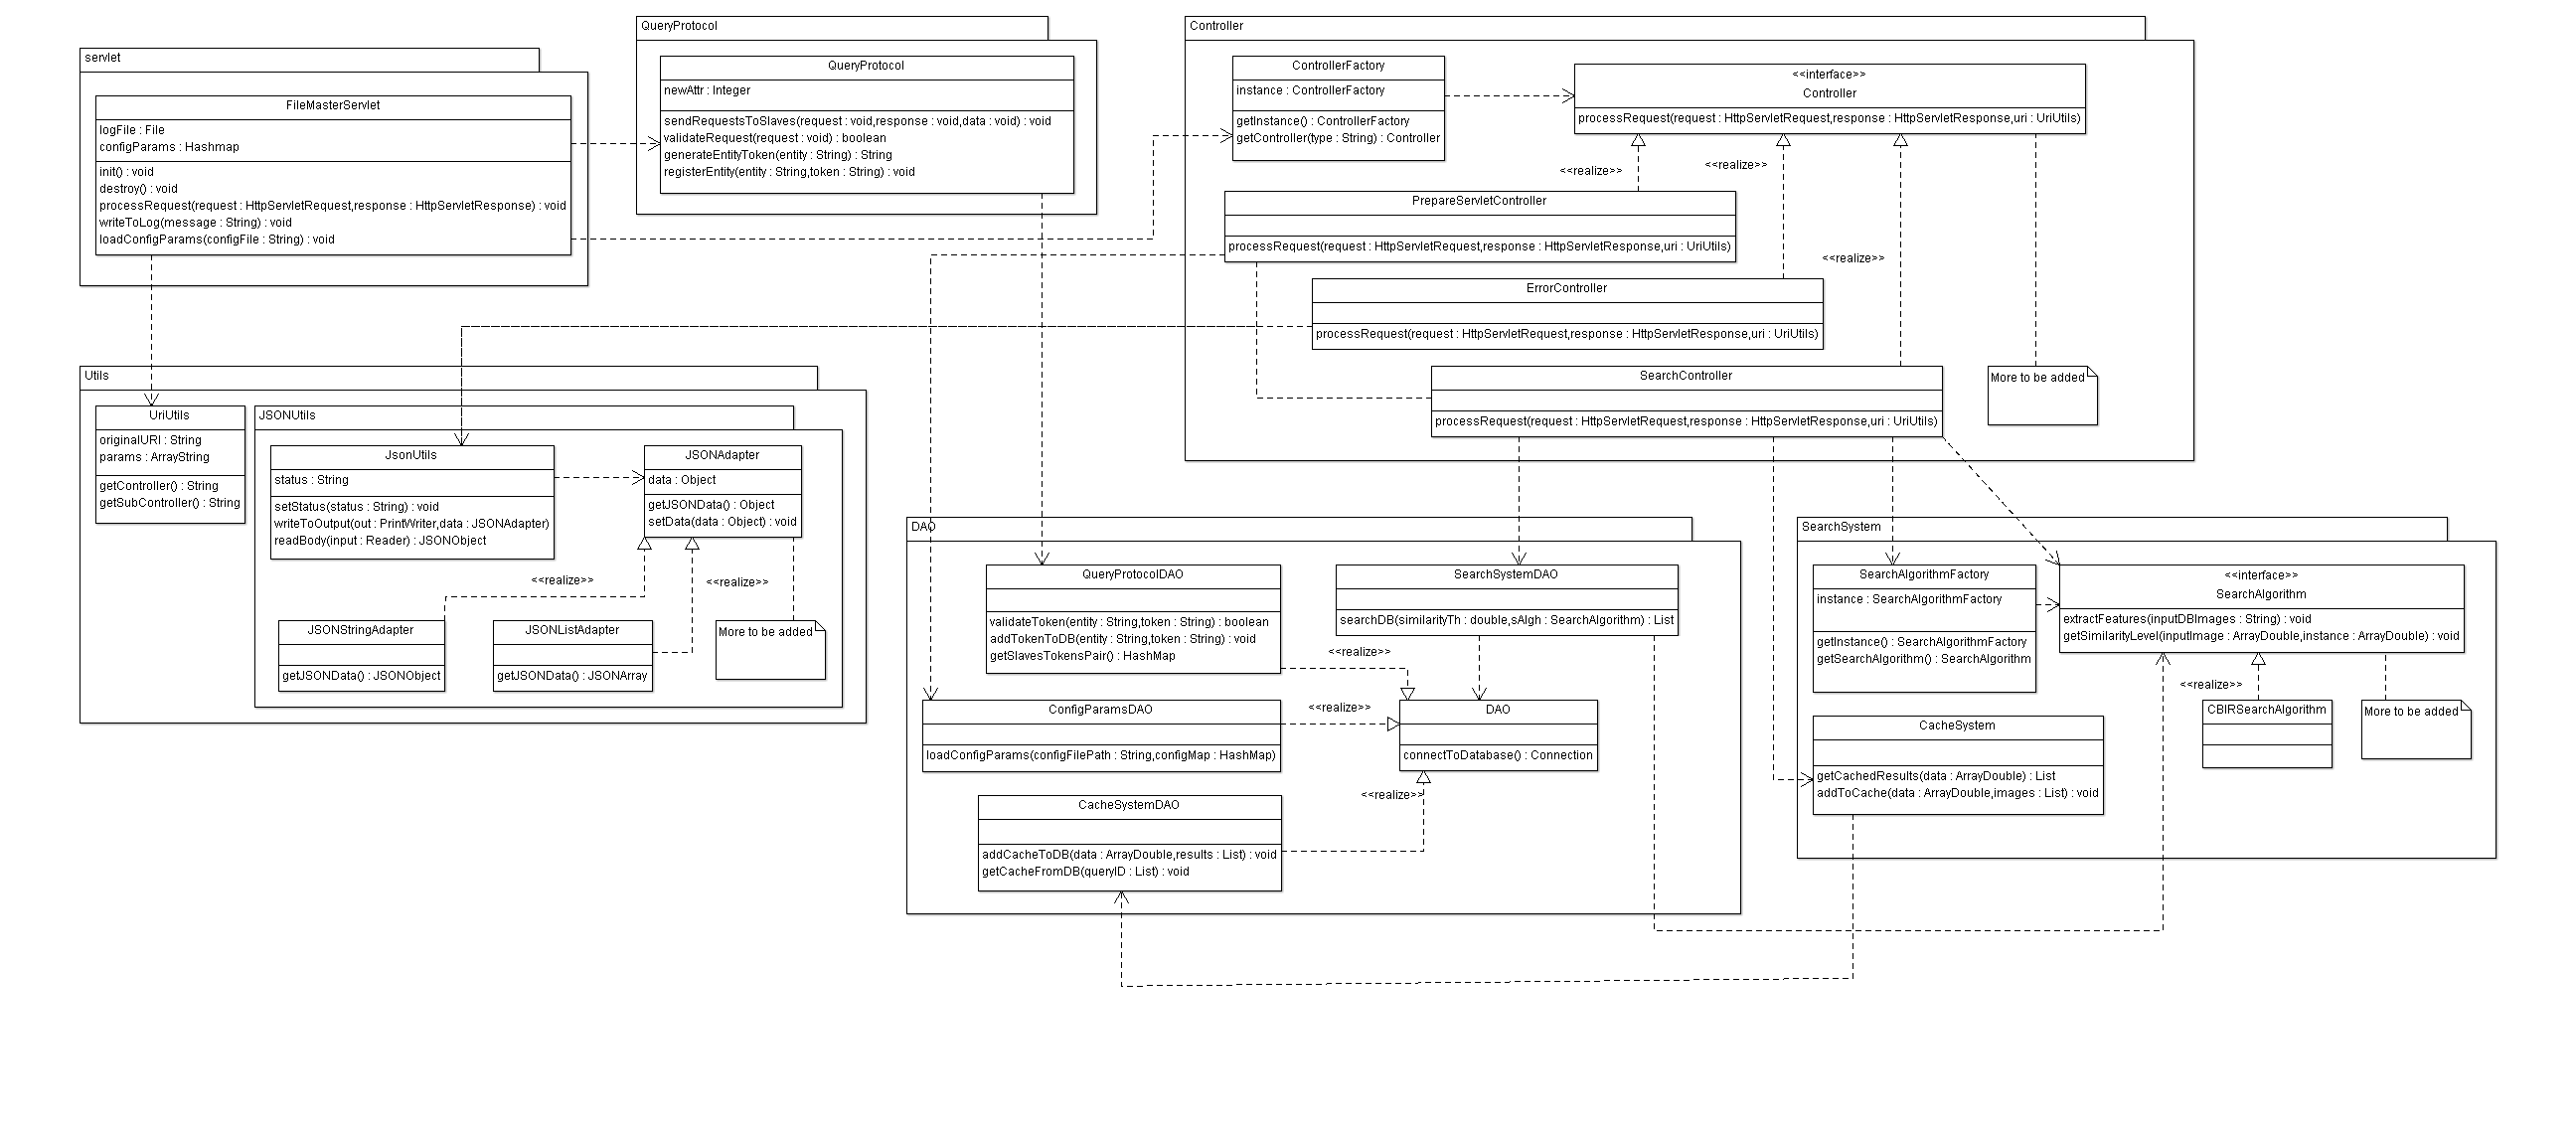 servlet
FileMasterServlet
logFile : File
configParams : Hashmap
init() : void
destroy() : void
processRequest(request : HttpServletRequest,response : HttpServletResponse) : void
writeToLog(message : String) : void
loadConfigParams(configFile : String) : void
QueryProtocol
QueryProtocol
newAttr : Integer
sendRequestsToSlaves(request : void,response : void,data : void) : void
validateRequest(request : void) : boolean
generateEntityToken(entity : String) : String
registerEntity(entity : String,token : String) : void
Controller
ControllerFactory
instance : ControllerFactory
getInstance() : ControllerFactory
getController(type : String) : Controller
<<interface>>
Controller
processRequest(request : HttpServletRequest,response : HttpServletResponse,uri : UriUtils)
<<realize>>
<<realize>>
<<realize>>
PrepareServletController
processRequest(request : HttpServletRequest,response : HttpServletResponse,uri : UriUtils)
ErrorController
processRequest(request : HttpServletRequest,response : HttpServletResponse,uri : UriUtils)
SearchController
processRequest(request : HttpServletRequest,response : HttpServletResponse,uri : UriUtils)
More to be added
Utils
UriUtils
originalURI : String
params : ArrayString
getController() : String
getSubController() : String
JSONUtils
JsonUtils
status : String
setStatus(status : String) : void
writeToOutput(out : PrintWriter,data : JSONAdapter)
readBody(input : Reader) : JSONObject
JSONAdapter
data : Object
getJSONData() : Object
setData(data : Object) : void
<<realize>>
<<realize>>
JSONStringAdapter
getJSONData() : JSONObject
JSONListAdapter
getJSONData() : JSONArray
More to be added
DAO
QueryProtocolDAO
validateToken(entity : String,token : String) : boolean
addTokenToDB(entity : String,token : String) : void
getSlavesTokensPair() : HashMap
SearchSystemDAO
searchDB(similarityTh : double,sAlgh : SearchAlgorithm) : List
<<realize>>
ConfigParamsDAO
loadConfigParams(configFilePath : String,configMap : HashMap)
<<realize>>
DAO
connectToDatabase() : Connection
<<realize>>
CacheSystemDAO
addCacheToDB(data : ArrayDouble,results : List) : void
getCacheFromDB(queryID : List) : void
SearchSystem
SearchAlgorithmFactory
instance : SearchAlgorithmFactory
getInstance() : SearchAlgorithmFactory
getSearchAlgorithm() : SearchAlgorithm
<<interface>>
SearchAlgorithm
extractFeatures(inputDBImages : String) : void
getSimilarityLevel(inputImage : ArrayDouble,instance : ArrayDouble) : void
<<realize>>
CBIRSearchAlgorithm
More to be added
CacheSystem
getCachedResults(data : ArrayDouble) : List
addToCache(data : ArrayDouble,images : List) : void